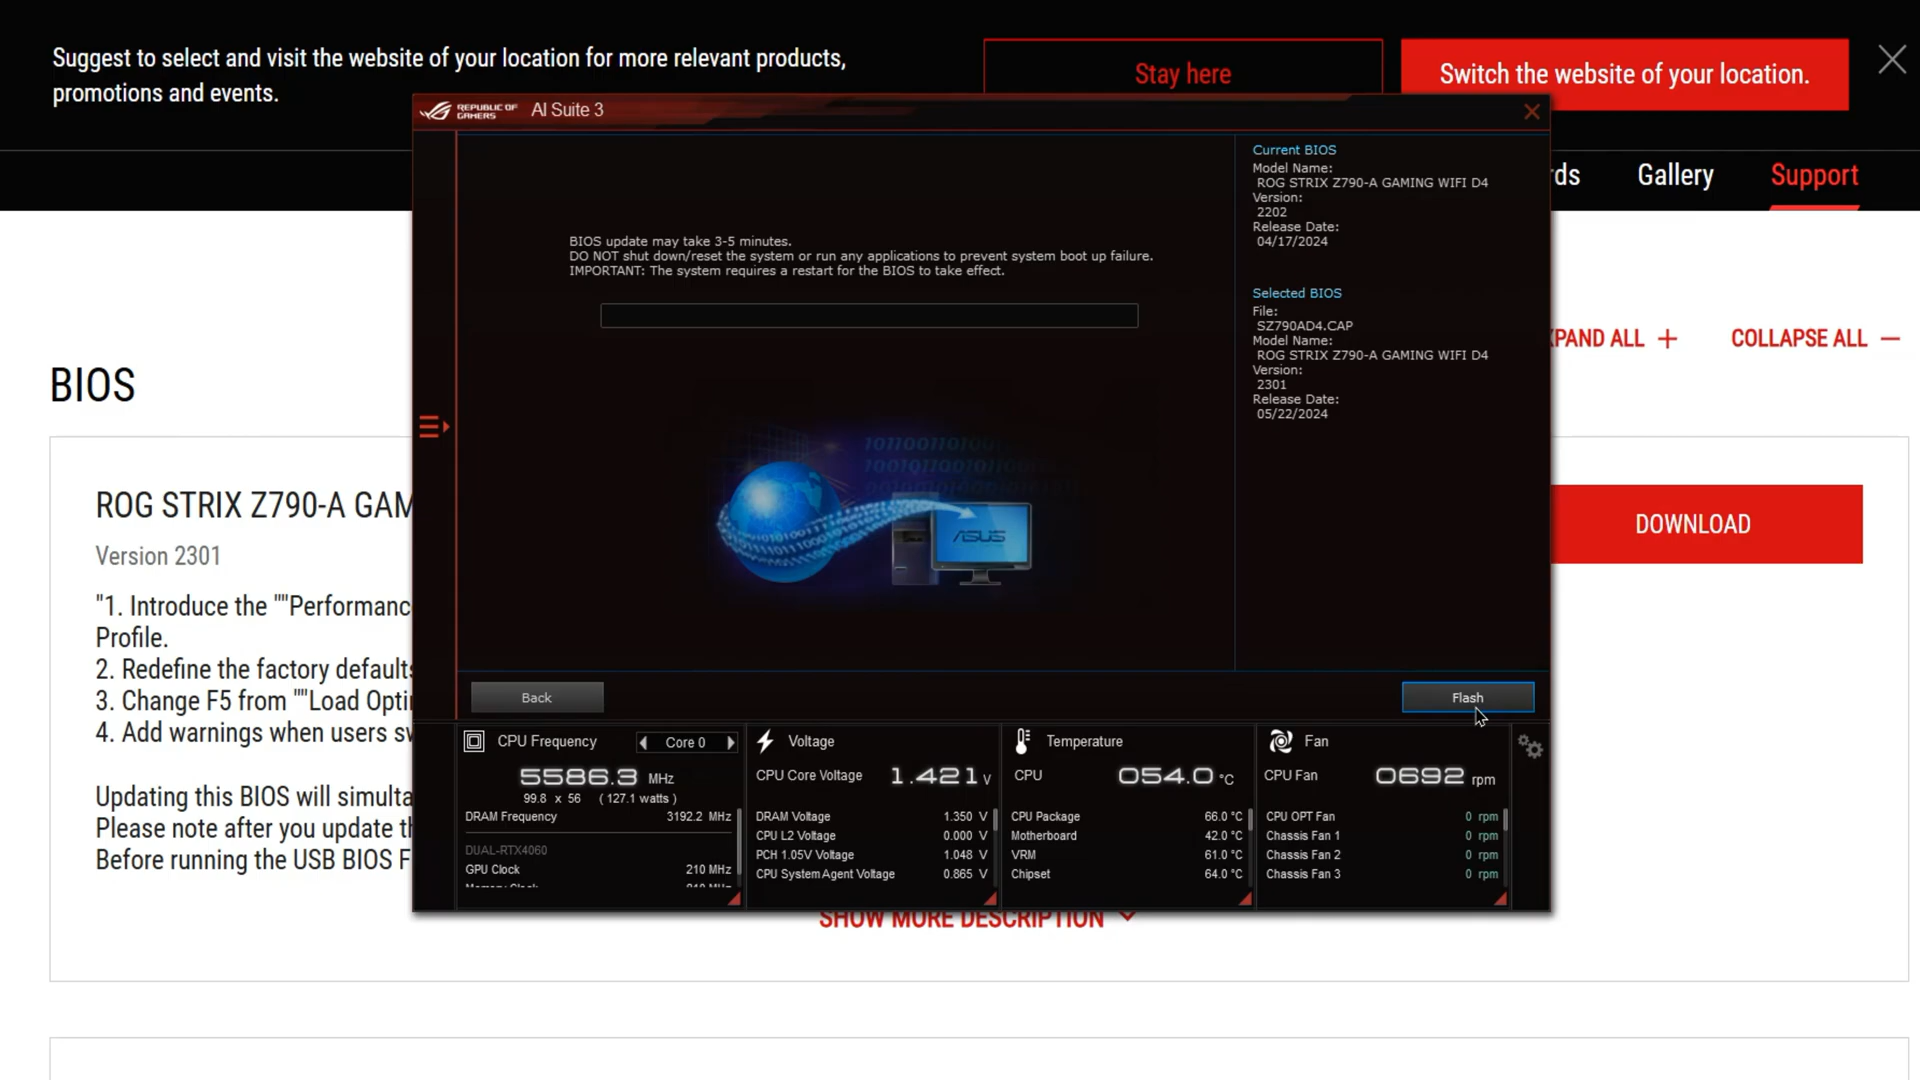 Suggest to select and visit the website of your location for more relevant products,
promotions and events.
Stay here
Switch the website of your location.
REPUBLIC OF
GAMERS
AI Suite 3
rds
Gallery
Support
BIOS update may take 3-5 minutes.
DO NOT shut down/reset the system or run any applications to prevent system boot up failure.
IMPORTANT: The system requires a restart for the BIOS to take effect.
Current BIOS
Model Name:
ROG STRIX Z790-A GAMING WIFI D4
Version:
2202
Release Date:
04/17/2024
Selected BIOS
File:
SZ790AD4.CAP
Model Name:
ROG STRIX Z790-A GAMING WIFI D4
Version:
2301
Release Date:
05/22/2024
PAND ALL +
COLLAPSE ALL —
BIOS
ROG STRIX Z790-A GAM
Version 2301
"1. Introduce the ""Performanc
Profile.
2. Redefine the factory defaults
3. Change F5 from ""Load Opti
4. Add warnings when users sw
Updating this BIOS will simulta
Please note after you update th
Before running the USB BIOS F
DOWNLOAD
ASUS
Back
Flash
CPU Frequency
Core 0
5586.3 MHz
99.8 x 56 ( 127.1 watts )
DRAM Frequency 3192.2 MHz
DUAL-RTX4060
GPU Clock 210 MHz
Voltage
CPU Core Voltage 1.421 V
DRAM Voltage 1.350 V
CPU L2 Voltage 0.000 V
PCH 1.05V Voltage 1.048 V
CPU System Agent Voltage 0.865 V
Temperature
CPU 054.0 °C
CPU Package 66.0 °C
Motherboard 42.0 °C
VRM 61.0 °C
Chipset 64.0 °C
Fan
CPU Fan 0692 rpm
CPU OPT Fan 0 rpm
Chassis Fan 1 0 rpm
Chassis Fan 2 0 rpm
Chassis Fan 3 0 rpm
SHOW MORE DESCRIPTION